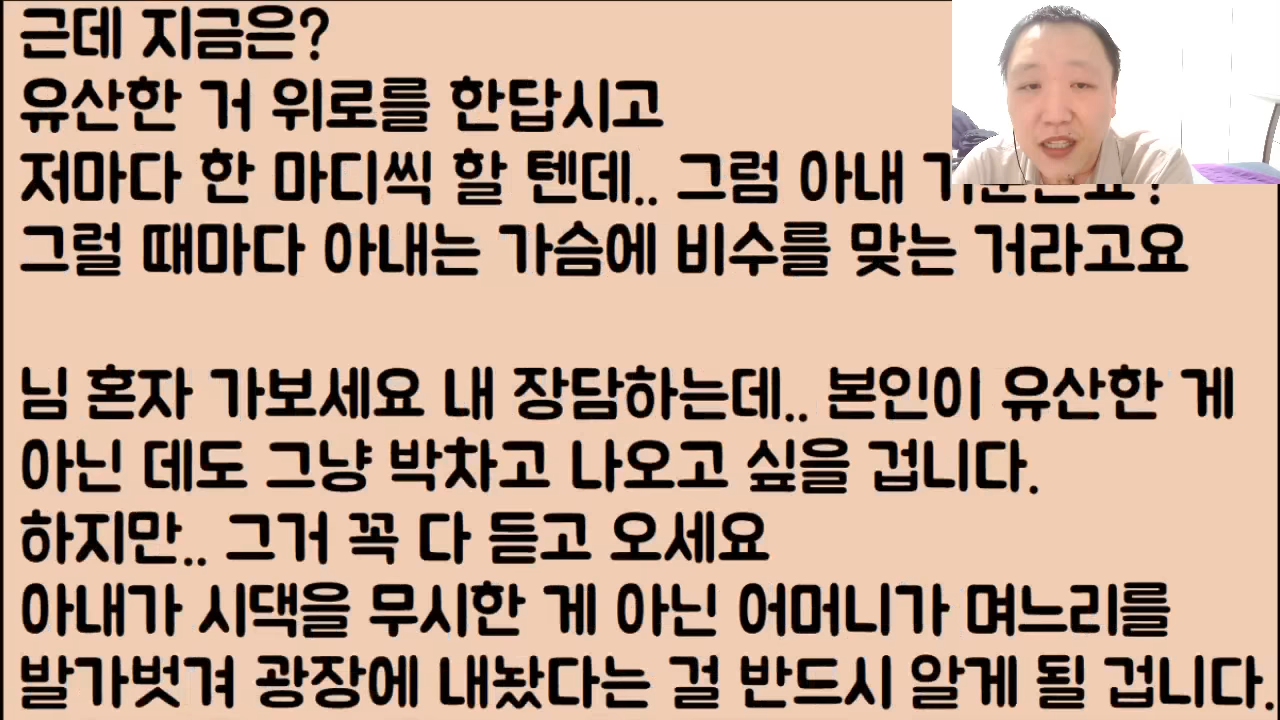 근데 지금은?
유산한 거 위로를 한답시고
저마다 한 마디씩 할 텐데.. 그럼 아내
그럴 때마다 아내는 가슴에 비수를 맞는 거라고요
님 혼자 가보세요 내 장담하는데.. 본인이 유산한 게
아닌 데도 그냥 박차고 나오고 싶을 겁니다.
하지만.. 그거 꼭 다 듣고 오세요
아내가 시댁을 무시한 게 아닌 어머니가 며느리를
발가벗겨 광장에 내놨다는 걸 반드시 알게 될 겁니다.